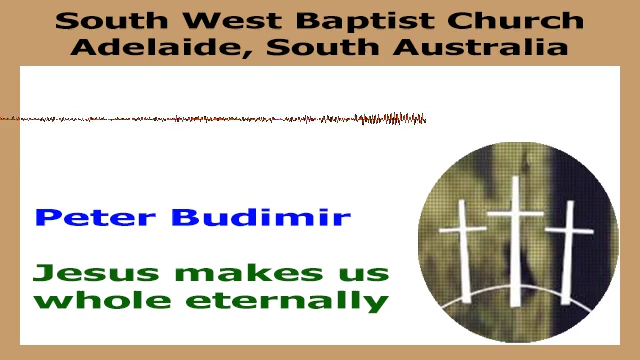 South West Baptist Church
Adelaide, South Australia
Peter Budimir
Jesus makes us
whole eternally